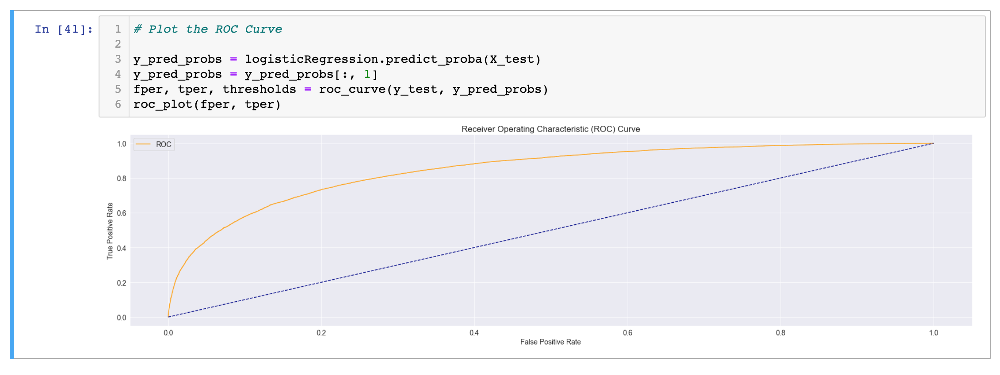 In [41]:
1 # Plot the ROC Curve
2
3 y_pred_probs = logisticRegression.predict_proba(X_test)
4 y_pred_probs = y_pred_probs[:, 1]
5 fper, tper, thresholds = roc_curve(y_test, y_pred_probs)
6 roc_plot(fper, tper)
Receiver Operating Characteristic (ROC) Curve
ROC
True Positive Rate
1.0
0.8
0.6
0.4
0.2
0.0
0.0 0.2 0.4 0.6 0.8 1.0
False Positive Rate